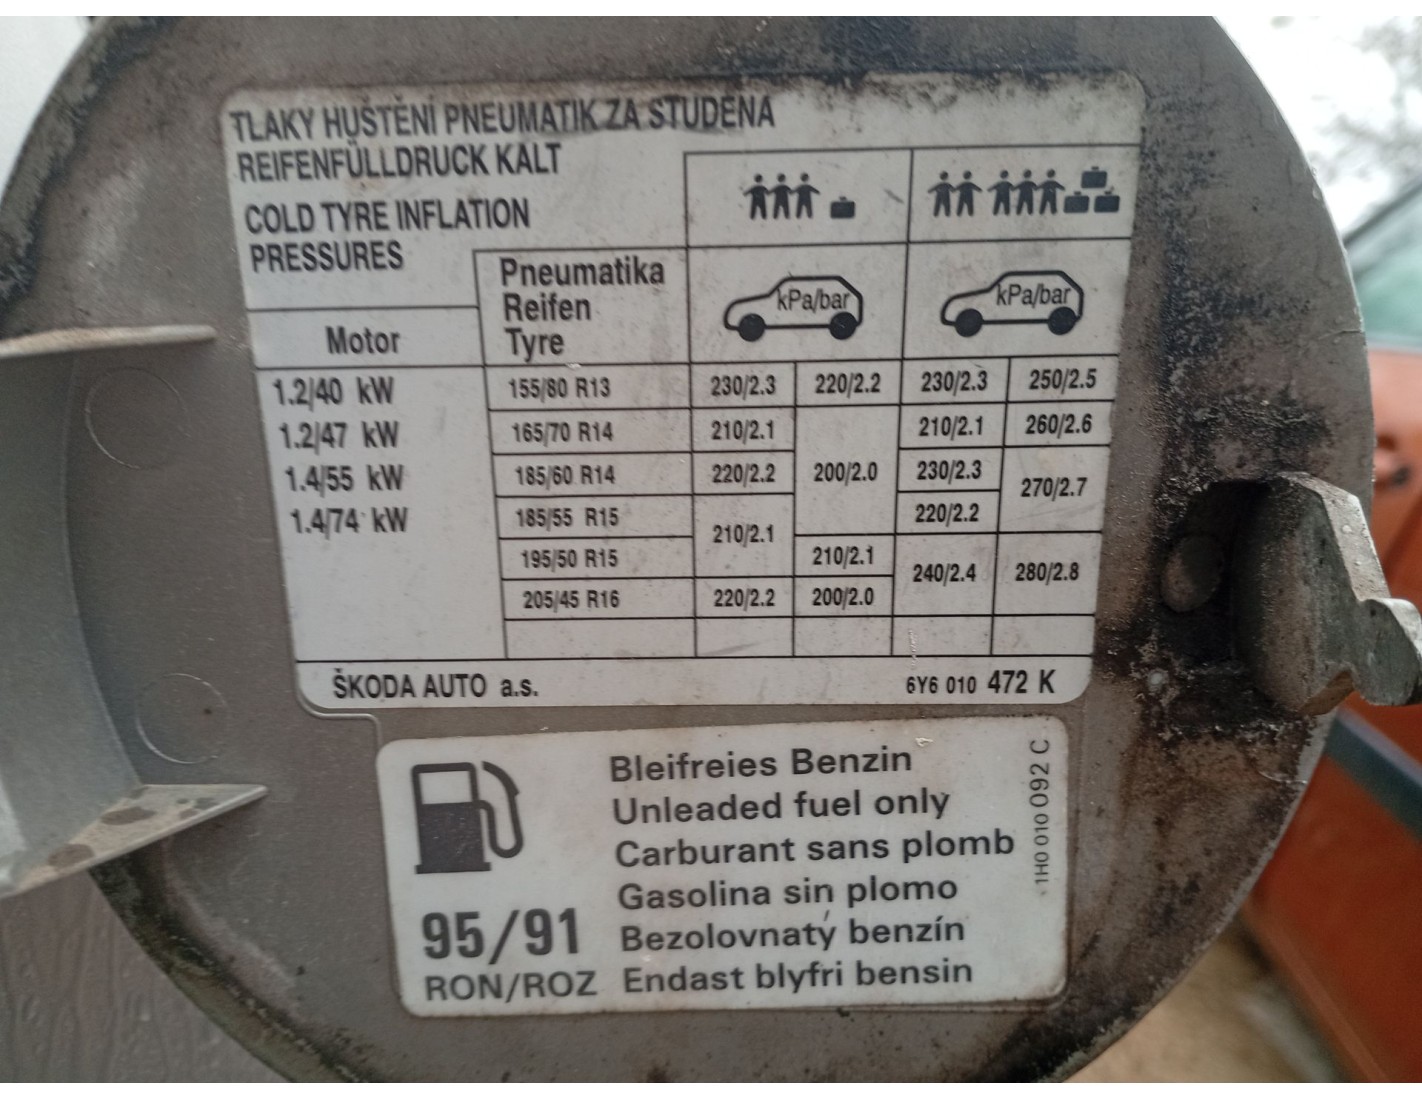 TLAKY HUŠTĚNÍ PNEUMATIK ZA STUDENA
REIFENFÜLLDRUCK KALT
COLD TYRE INFLATION
PRESSURES
Motor
Pneumatika
Reifen
Tyre
kPa/bar kPa/bar
1.2/40 kW 155/80 R13 230/2.3 220/2.2 230/2.3 250/2.5
1.2/47 kW 165/70 R14 210/2.1 200/2.0 210/2.1 260/2.6
1.4/55 kW 185/60 R14 220/2.2 230/2.3 270/2.7
1.4/74 kW 185/55 R15 210/2.1 220/2.2
195/50 R15 210/2.1 240/2.4 280/2.8
205/45 R16 220/2.2 200/2.0
ŠKODA AUTO a.s. 6Y6 010 472 K
Bleifreies Benzin
Unleaded fuel only
Carburant sans plomb
Gasolina sin plomo
Bezolovnatý benzín
Endast blyfri bensin
95/91
RON/ROZ
1H0 010 092 C